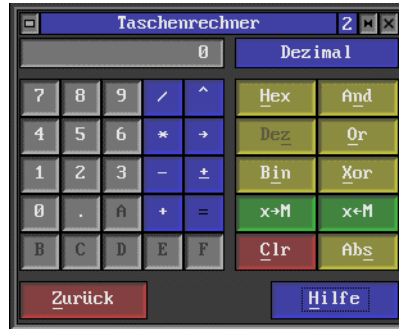 Taschenrechner 2
0 Dezimal
7 8 9 / ^ Hex And
4 5 6 * → Dez Or
1 2 3 - ± Bin Xor
0 . A + = x→M x←M
B C D E F Clr Abs
Zurück Hilfe